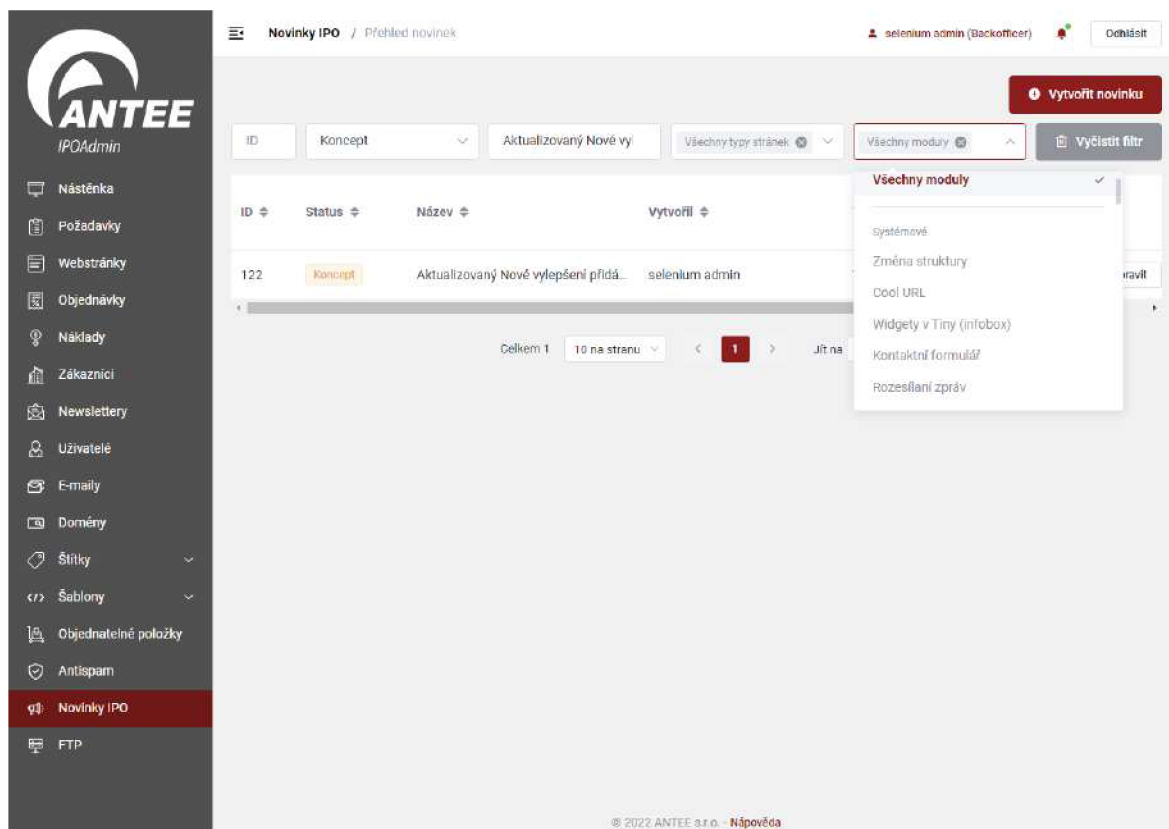 ANTEE
IPOAdmin
Nástěnka
Požadavky
Webstránky
Objednávky
Náklady
Zákazníci
Newslettery
Uživatelé
E-maily
Domény
Štítky
Šablony
Objednatelné položky
Antispam
Novinky IPO
FTP
Novinky IPO / Přehled novinek
selenium admin (Backofficer) Odhlásit
Vytvořit novinku
ID Koncept Aktualizovaný Nové vyl Všechny typy stránek Všechny moduly Vyčistit filtr
ID Status Název Vytvořil
122 Koncept Aktualizovaný Nové vylepšení přidá... selenium admin
Celkem 1 10 na stranu < 1 > Jít na
Všechny moduly
Systémové
Změna struktury
Cool URL
Widgety v Tiny (infobox)
Kontaktní formulář
Rozesílaní zpráv
ravit
© 2022 ANTEE s.r.o. - Nápověda